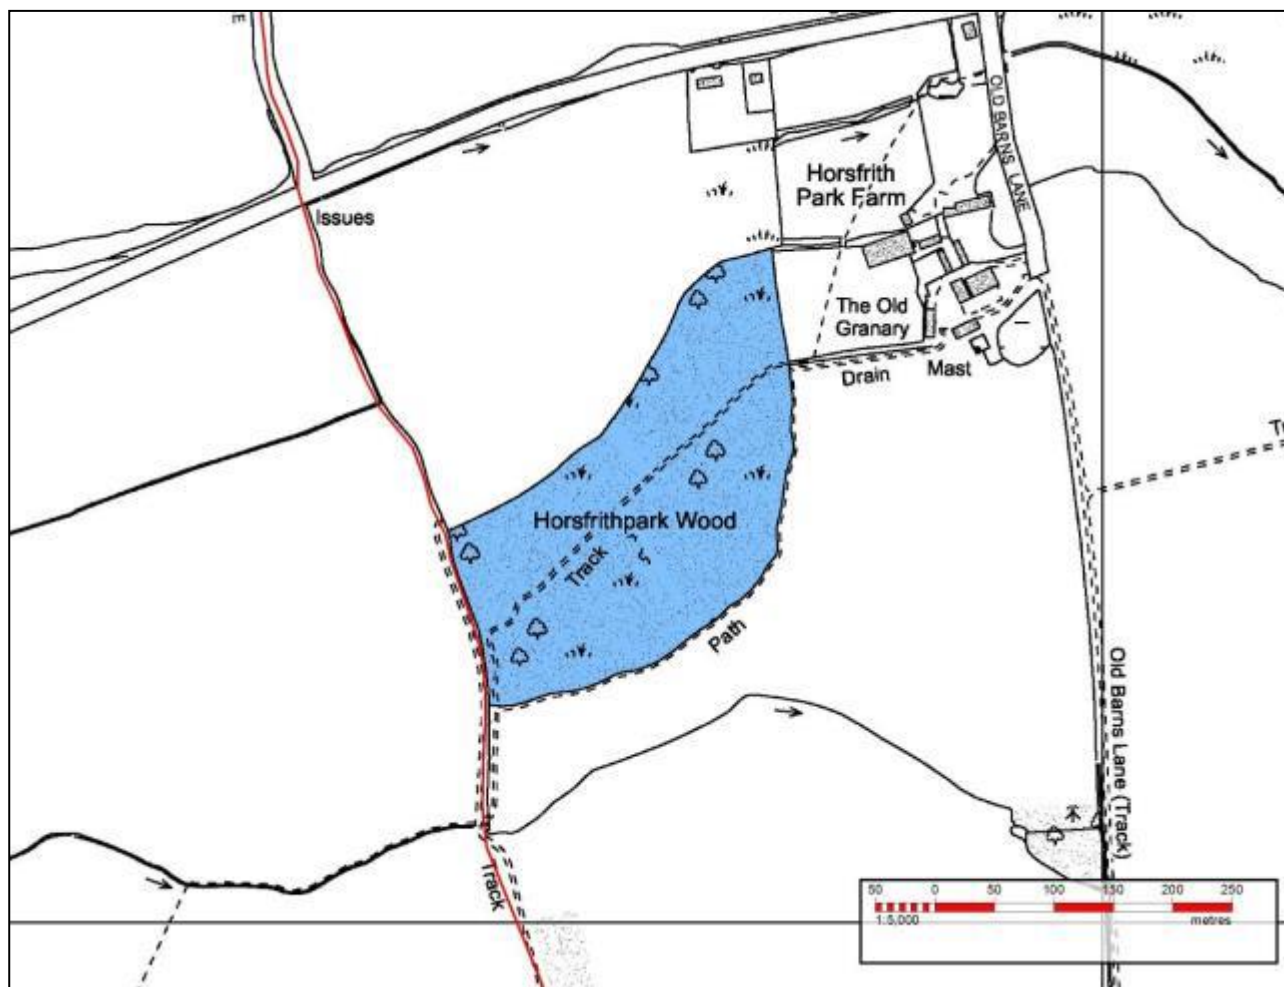 E
OLD BARNS LANE
Issues
Horsfrith
Park Farm
The Old
Granary
Drain
Mast
Horsfrithpark Wood
Track
Path
Old Barns Lane (Track)
Track
50 0 50 100 150 200 250
1:5,000 metres